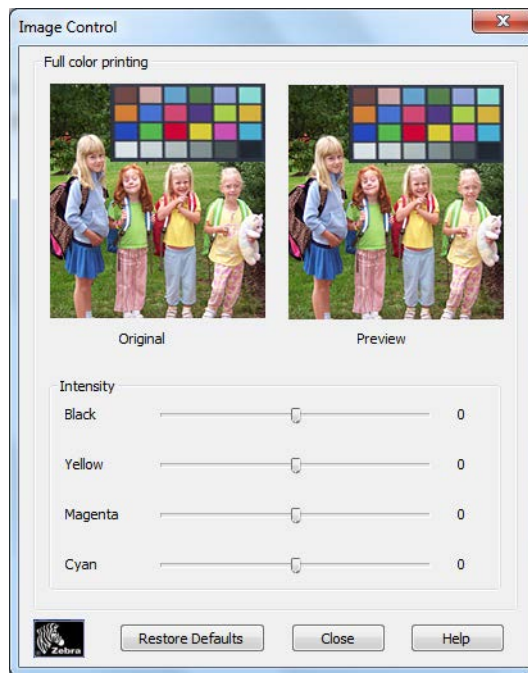 Image Control
Full color printing
Original Preview
Intensity
Black 0
Yellow 0
Magenta 0
Cyan 0
Zebra
Restore Defaults Close Help